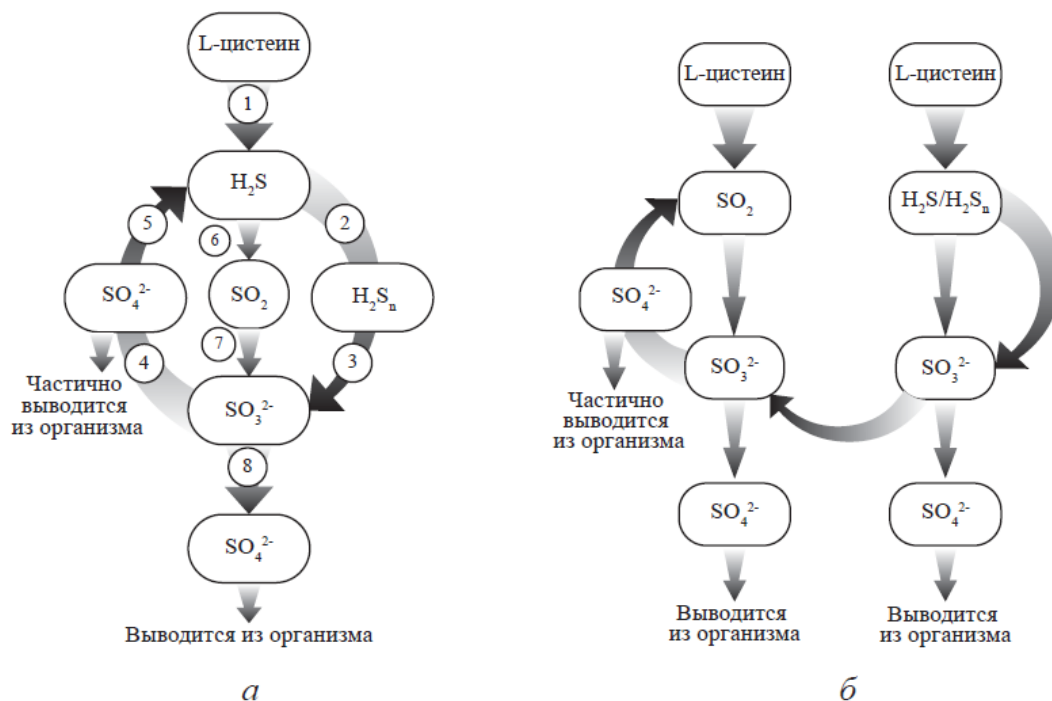 L-цистеин
1
H₂S
5
2
6
SO₄²⁻
SO₂
H₂Sₙ
7
4
3
Частично
выводится
из организма
SO₃²⁻
8
SO₄²⁻
Выводится из организма
а
L-цистеин
L-цистеин
SO₂
H₂S/H₂Sₙ
SO₄²⁻
SO₃²⁻
SO₃²⁻
Частично
выводится
из организма
SO₄²⁻
SO₄²⁻
Выводится
из организма
Выводится
из организма
б